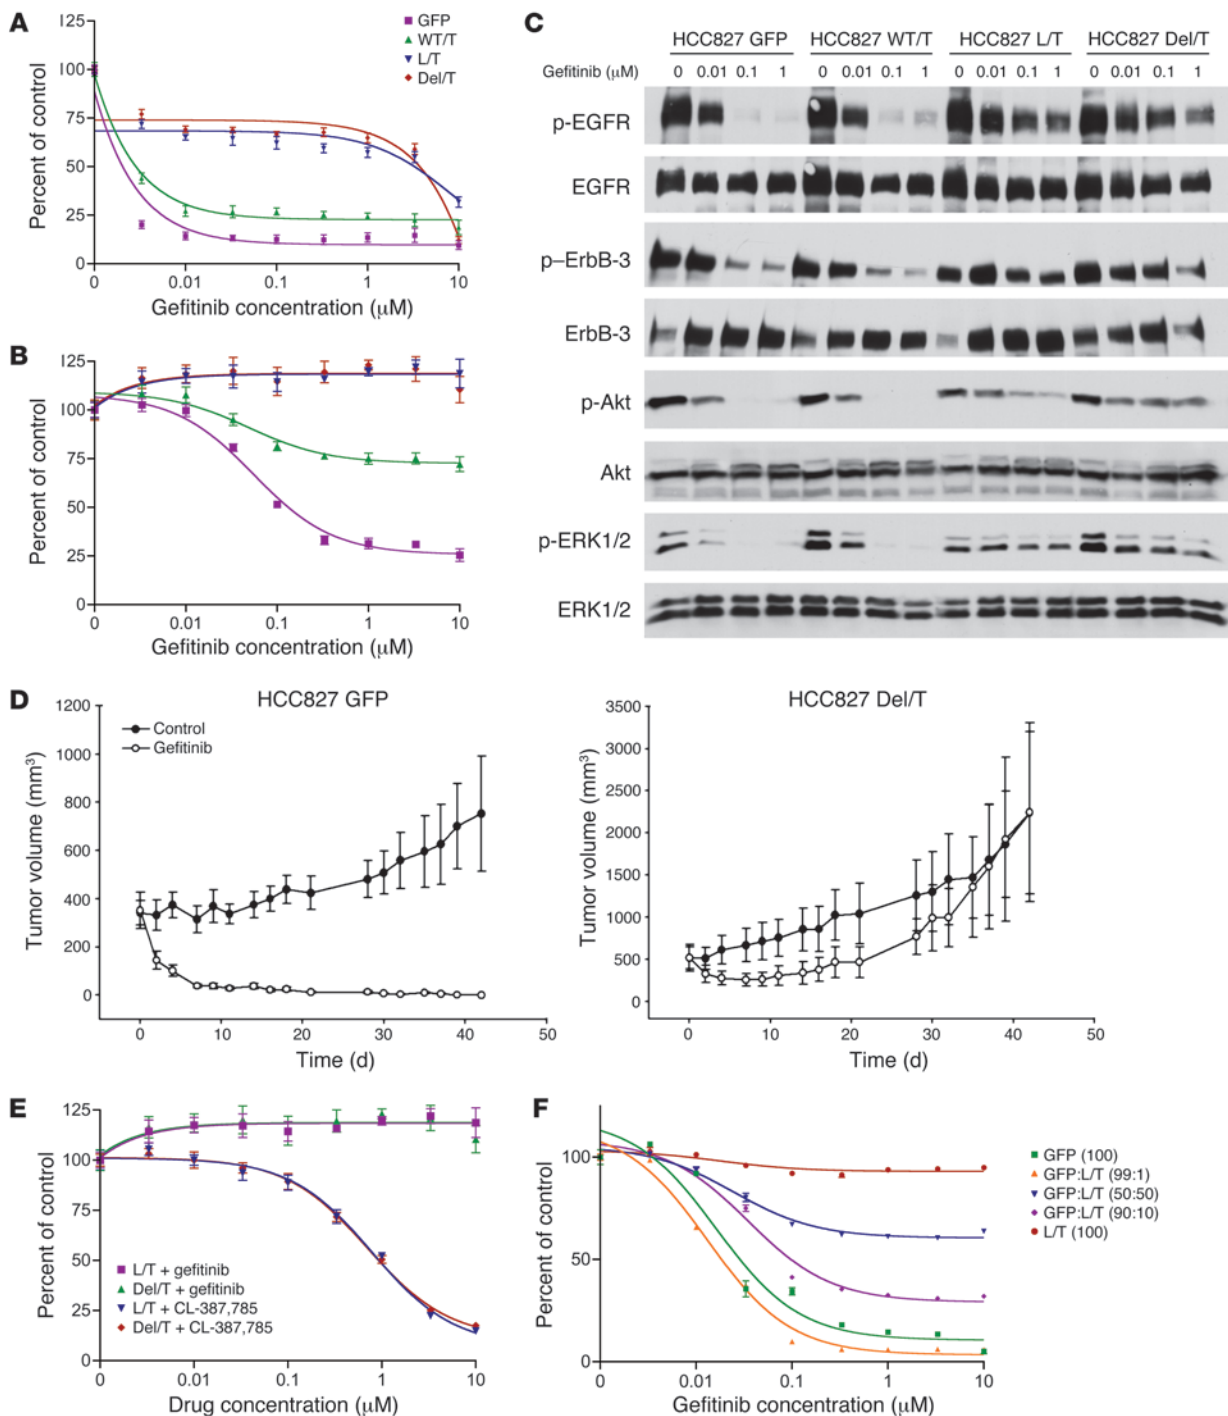 A
125
100
75
50
25
0
Percent of control
0
0.01
0.1
1
10
Gefitinib concentration (μM)
GFP
WT/T
L/T
Del/T
B
125
100
75
50
25
0
Percent of control
0
0.01
0.1
1
10
Gefitinib concentration (μM)
C
HCC827 GFP HCC827 WT/T HCC827 L/T HCC827 Del/T
Gefitinib (μM) 0 0.01 0.1 1 0 0.01 0.1 1 0 0.01 0.1 1 0 0.01 0.1 1
p-EGFR
EGFR
p–ErbB-3
ErbB-3
p-Akt
Akt
p-ERK1/2
ERK1/2
D
HCC827 GFP
1200
1000
800
600
400
200
0
Tumor volume (mm³)
Control
Gefitinib
0 10 20 30 40 50
Time (d)
HCC827 Del/T
3500
3000
2500
2000
1500
1000
500
0
Tumor volume (mm³)
0 10 20 30 40 50
Time (d)
E
125
100
75
50
25
0
Percent of control
L/T + gefitinib
Del/T + gefitinib
L/T + CL-387,785
Del/T + CL-387,785
0 0.01 0.1 1 10
Drug concentration (μM)
F
100
50
0
Percent of control
0 0.01 0.1 1 10
Gefitinib concentration (μM)
GFP (100)
GFP:L/T (99:1)
GFP:L/T (50:50)
GFP:L/T (90:10)
L/T (100)